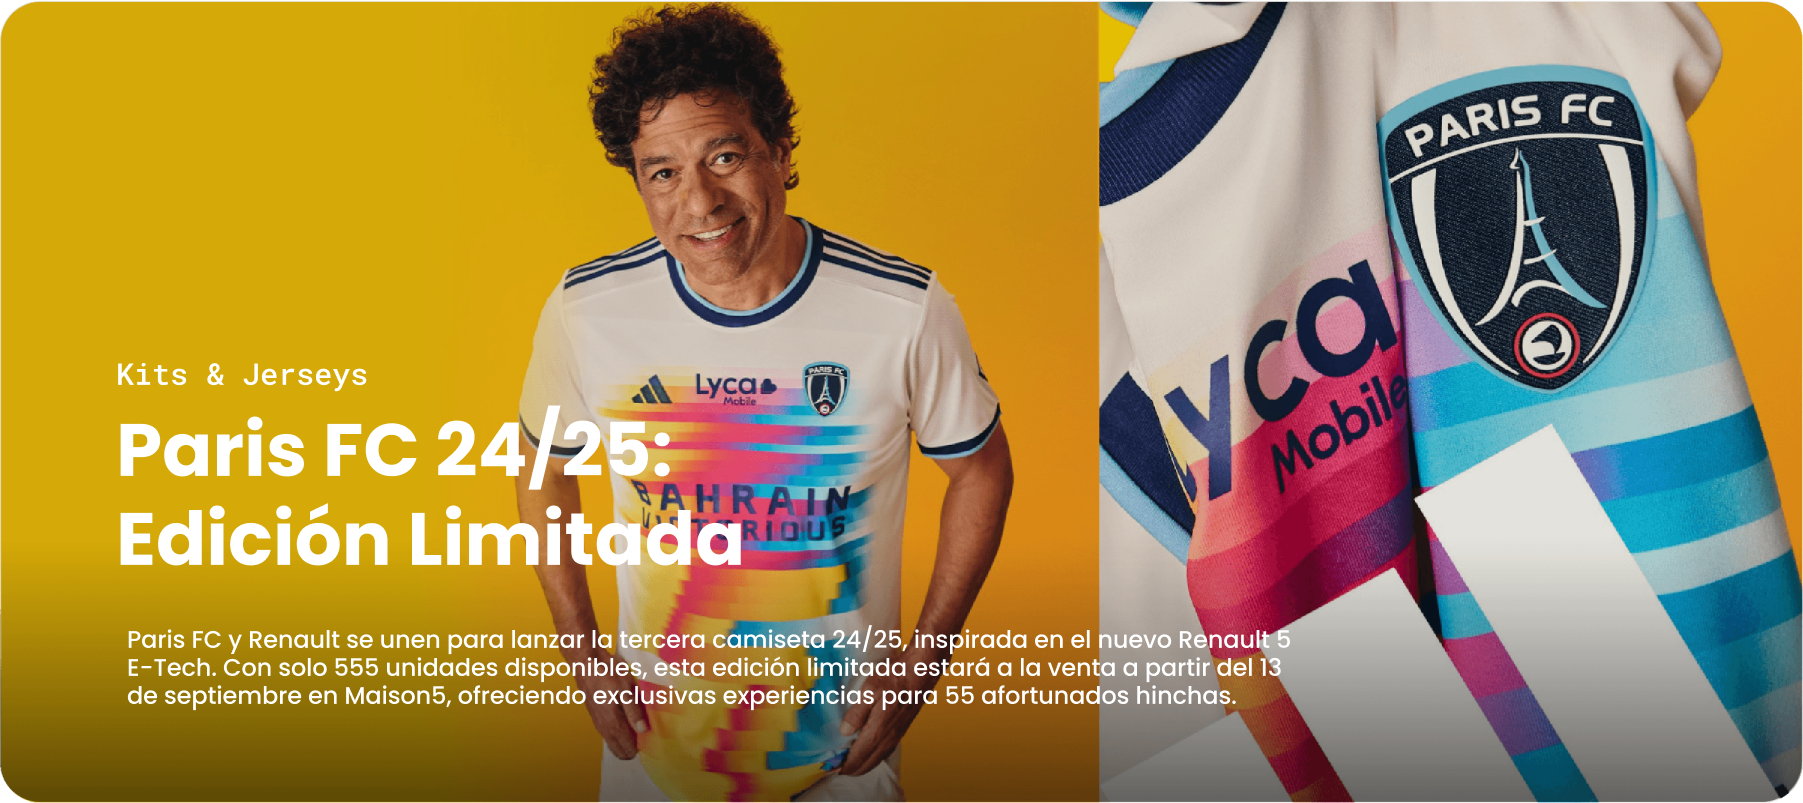 Kits & Jerseys
Paris FC 24/25:
Edición Limitada
Paris FC y Renault se unen para lanzar la tercera camiseta 24/25, inspirada en el nuevo Renault 5
E-Tech. Con solo 555 unidades disponibles, esta edición limitada estará a la venta a partir del 13
de septiembre en Maison5, ofreciendo exclusivas experiencias para 55 afortunados hinchas.
Lyca
Mobile
PARIS FC
BAHRAIN
VICTORIOUS
PARIS FC
Lyca
Mobile